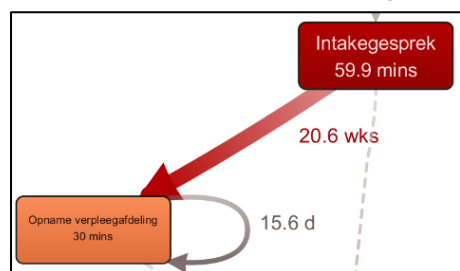 Intakegesprek
59.9 mins
20.6 wks
Opname verpleegafdeling
30 mins
15.6 d